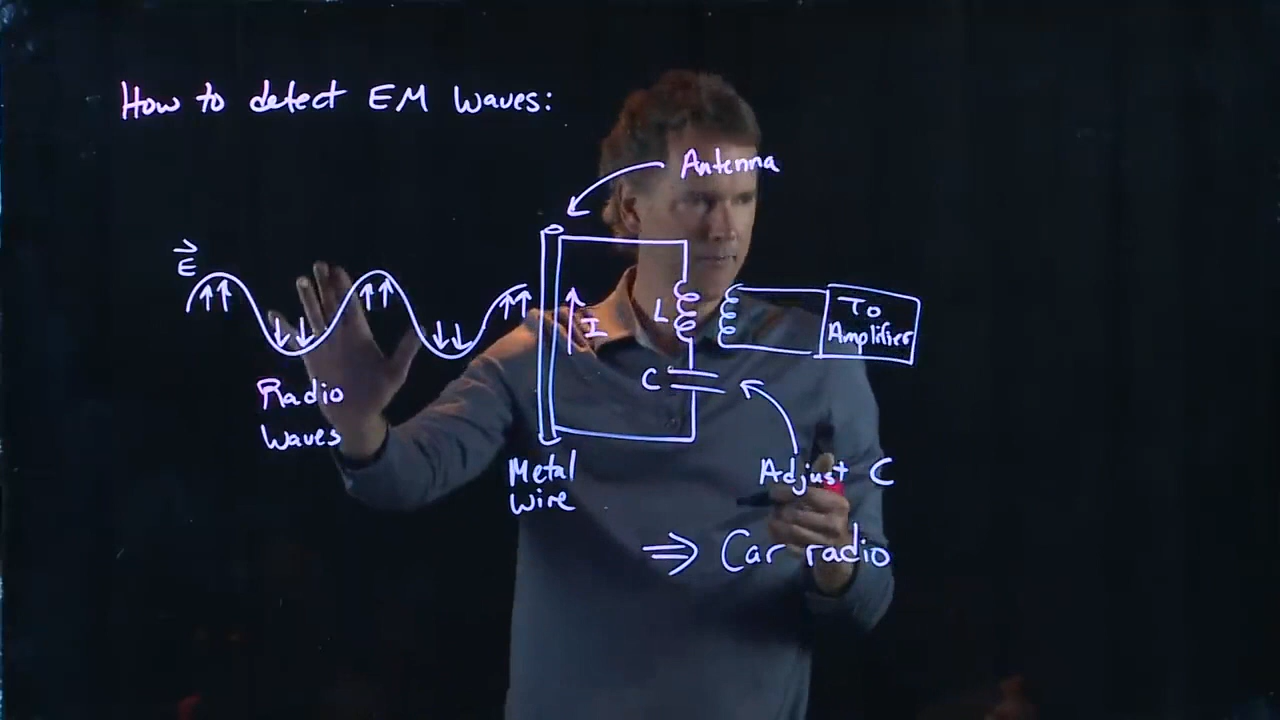 How to detect EM Waves:
Antenna
E
Radio
Waves
I
L
C
To
Amplifier
Metal
Wire
Adjust C
⇒ Car radio